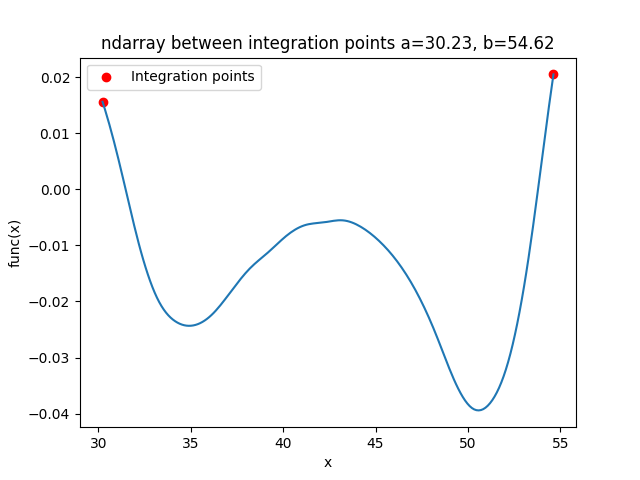 ndarray between integration points a=30.23, b=54.62
Integration points
0.02
0.01
0.00
−0.01
−0.02
−0.03
−0.04
func(x)
30 35 40 45 50 55
x